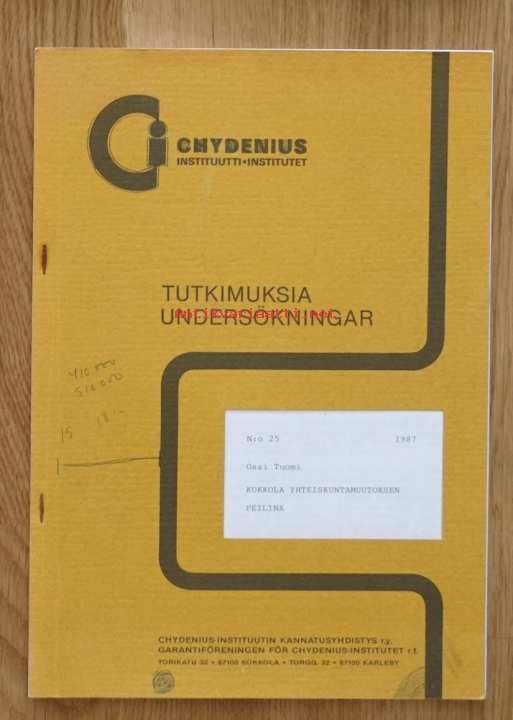 CHYDENIUS
INSTITUUTTI•INSTITUTET
TUTKIMUKSIA
UNDERSÖKNINGAR
N:o 25 1987
Ossi Tuomi
KOKKOLA YHTEISKUNTAMUUTOKSEN
PEILINÄ
CHYDENIUS-INSTITUUTIN KANNATUSYHDISTYS r.y.
GARANTIFÖRENINGEN FÖR CHYDENIUS-INSTITUTET r.f.
TORIKATU 32 • 67100 KOKKOLA • TORGG. 32 • 67100 KARLEBY
15